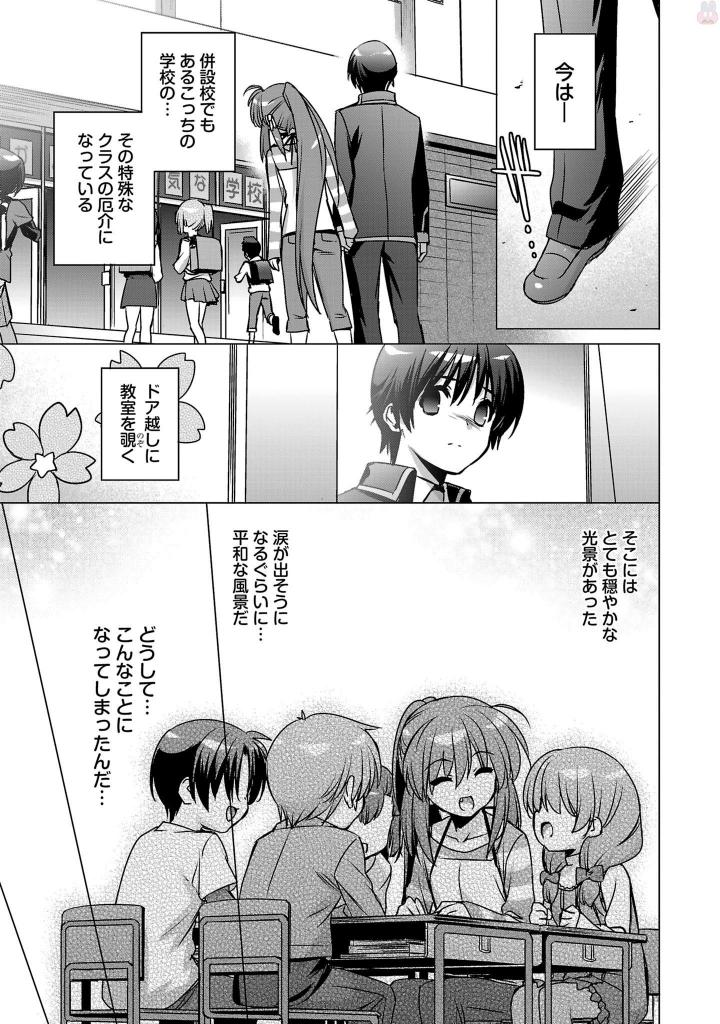 今は―
併設校でも
あるこっちの
学校の…
その特殊な
クラスの厄介に
なっている
か
気な学校
ドア越しに
教室を覗く
のぞ
そこには
とても穏やかな
光景があった
涙が出そうに
なるぐらいに…
平和な風景だ
どうして…
こんなことに
なってしまったんだ…